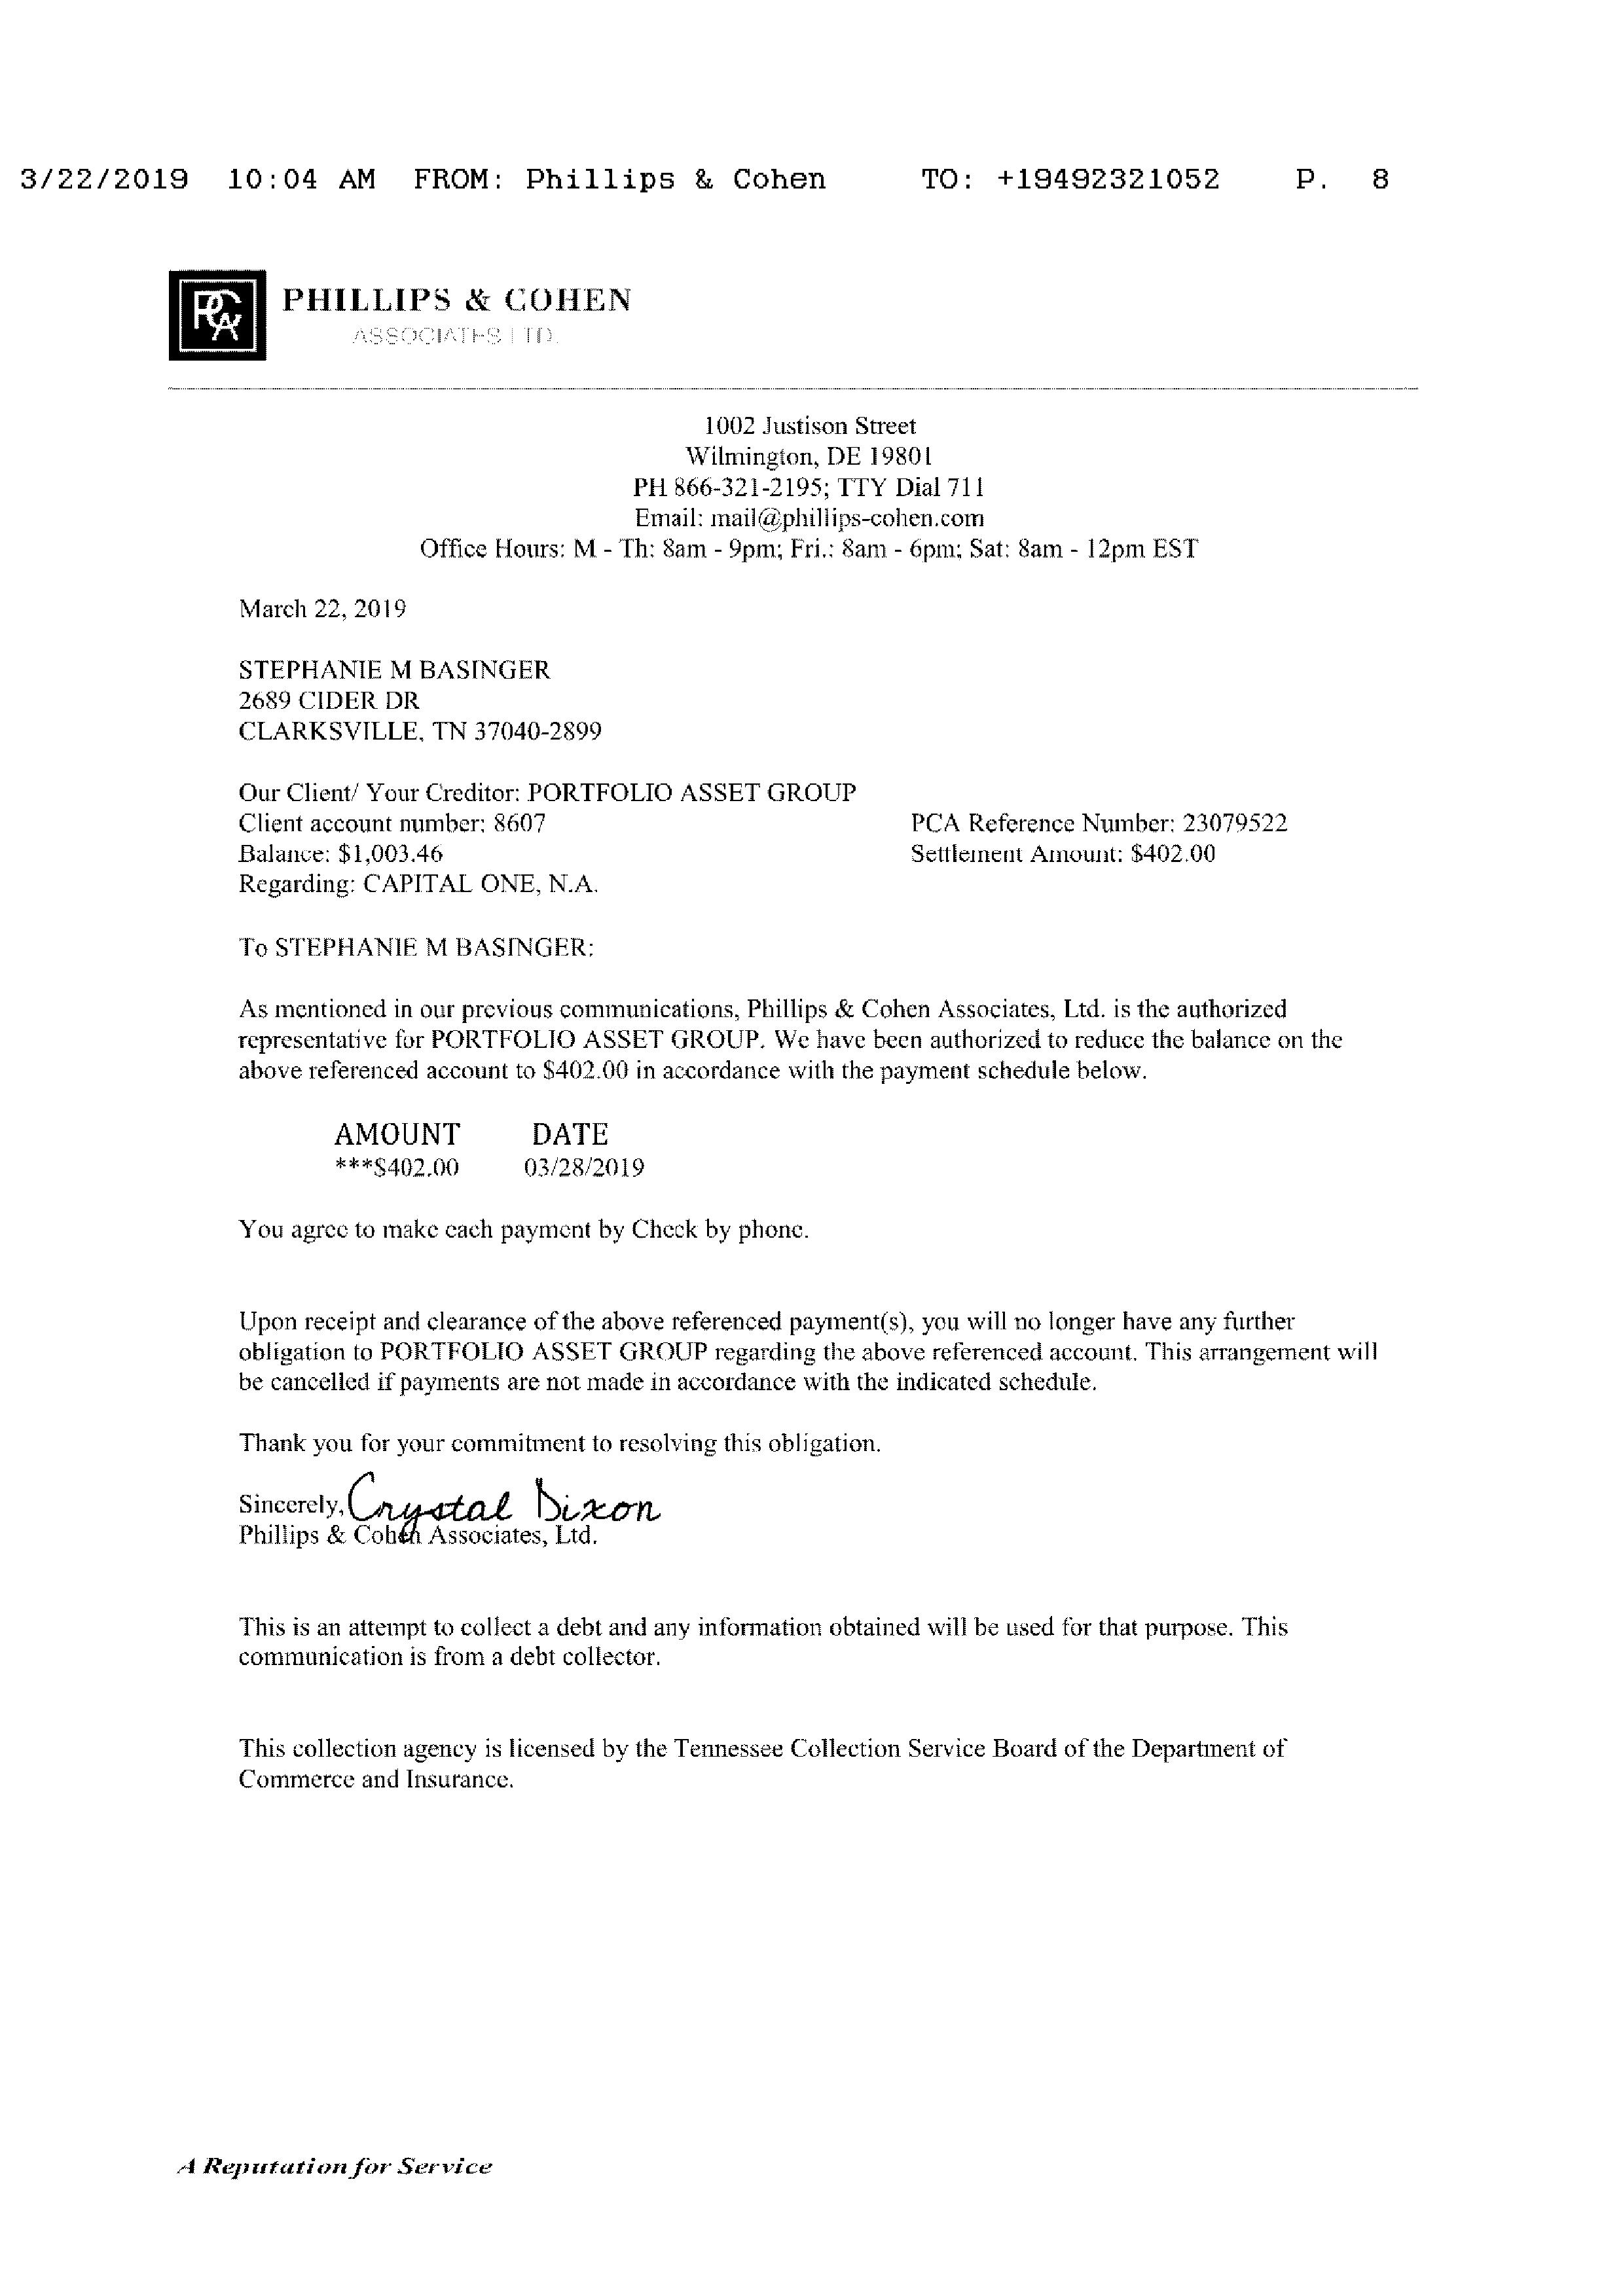 3/22/2019 10:04 AM FROM: Phillips & Cohen TO: +19492321052 P. 8
PCA PHILLIPS & COHEN
ASSOCIATES LTD.
1002 Justison Street
Wilmington, DE 19801
PH 866-321-2195; TTY Dial 711
Email: mail@phillips-cohen.com
Office Hours: M - Th: 8am - 9pm; Fri.: 8am - 6pm; Sat: 8am - 12pm EST
March 22, 2019
STEPHANIE M BASINGER
2689 CIDER DR
CLARKSVILLE, TN 37040-2899
Our Client/ Your Creditor: PORTFOLIO ASSET GROUP
Client account number: 8607 PCA Reference Number: 23079522
Balance: $1,003.46 Settlement Amount: $402.00
Regarding: CAPITAL ONE, N.A.
To STEPHANIE M BASINGER:
As mentioned in our previous communications, Phillips & Cohen Associates, Ltd. is the authorized
representative for PORTFOLIO ASSET GROUP. We have been authorized to reduce the balance on the
above referenced account to $402.00 in accordance with the payment schedule below.
AMOUNT DATE
***$402.00 03/28/2019
You agree to make each payment by Check by phone.
Upon receipt and clearance of the above referenced payment(s), you will no longer have any further
obligation to PORTFOLIO ASSET GROUP regarding the above referenced account. This arrangement will
be cancelled if payments are not made in accordance with the indicated schedule.
Thank you for your commitment to resolving this obligation.
Sincerely, Crystal Dixon
Phillips & Cohen Associates, Ltd.
This is an attempt to collect a debt and any information obtained will be used for that purpose. This
communication is from a debt collector.
This collection agency is licensed by the Tennessee Collection Service Board of the Department of
Commerce and Insurance.
A Reputation for Service